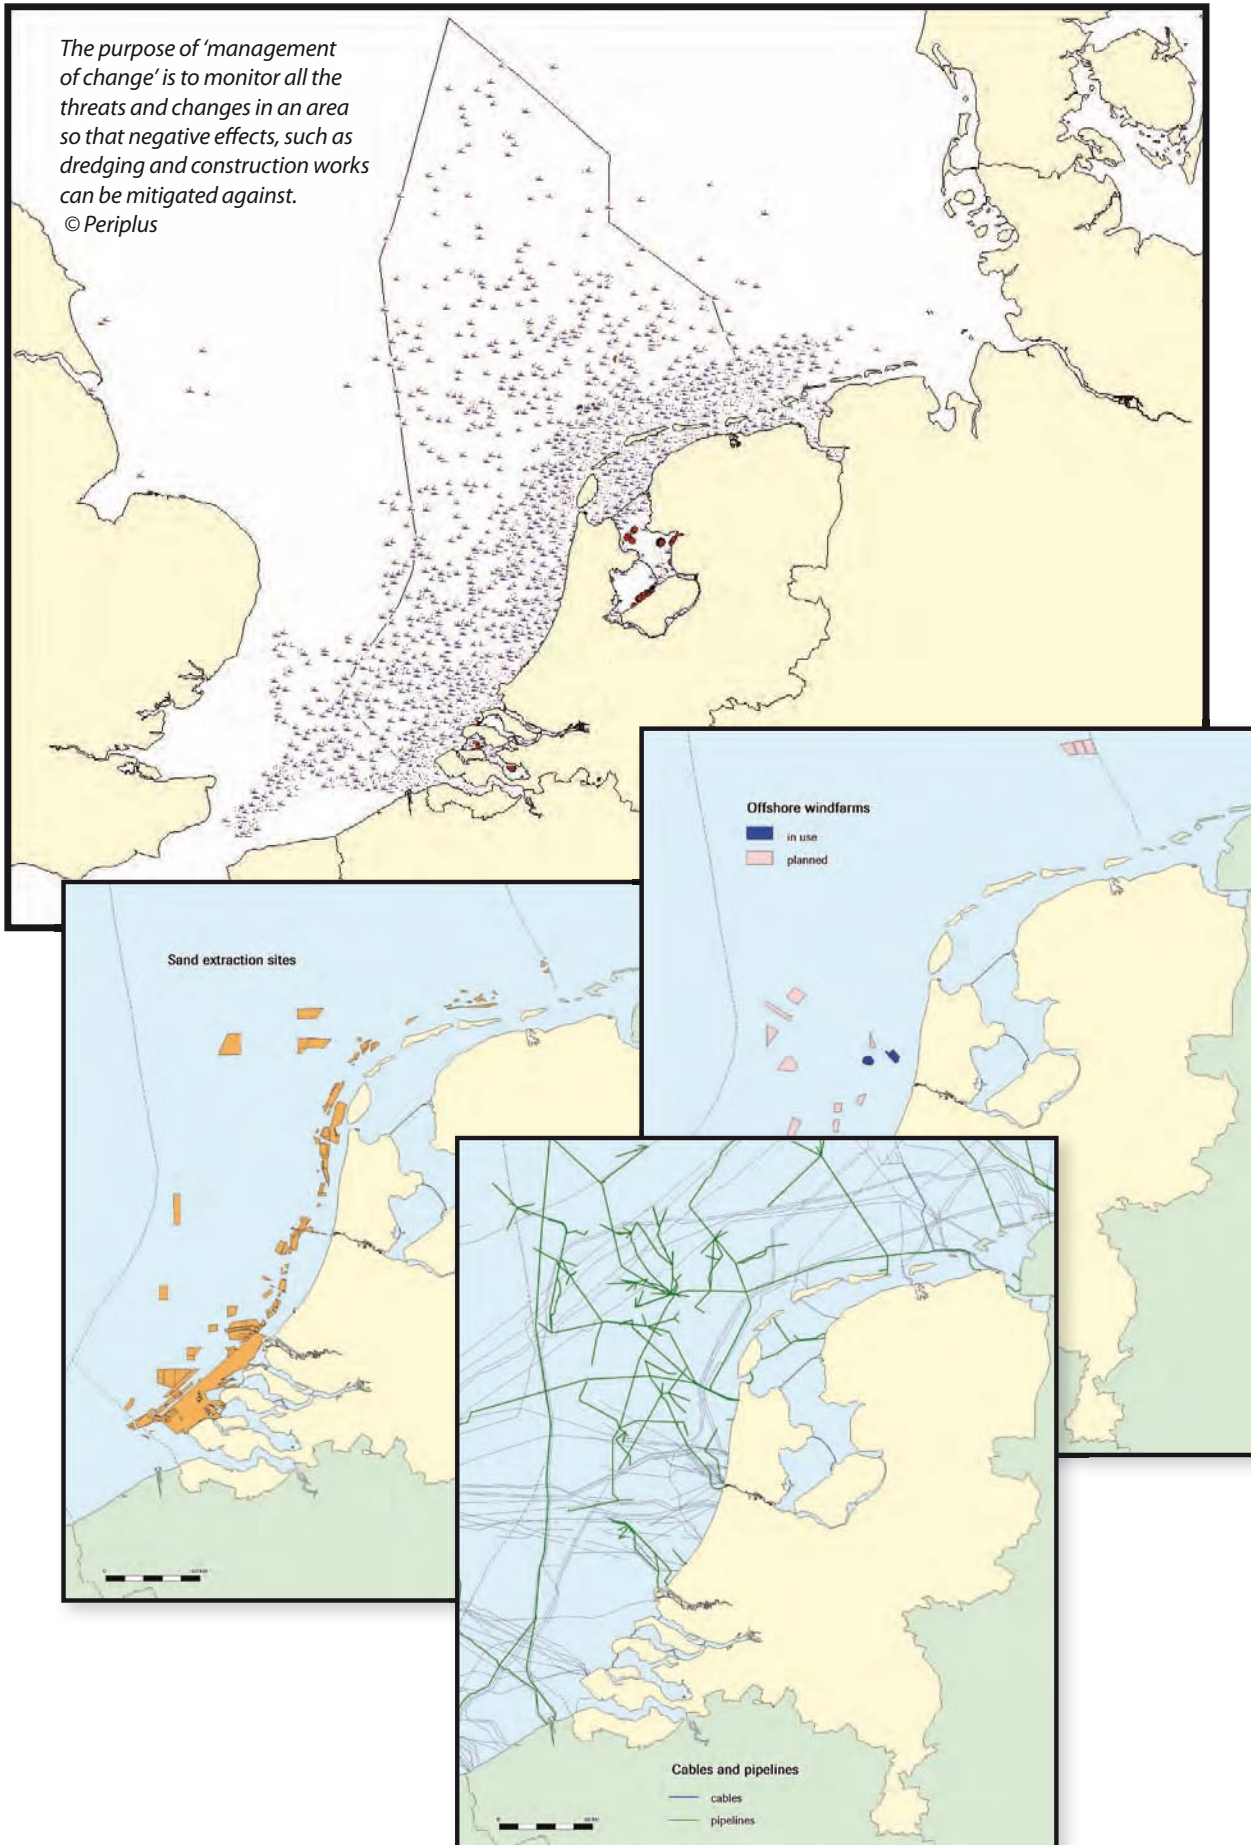 The purpose of ‘management
of change’ is to monitor all the
threats and changes in an area
so that negative effects, such as
dredging and construction works
can be mitigated against.
© Periplus
Offshore windfarms
in use
planned
Sand extraction sites
Cables and pipelines
cables
pipelines